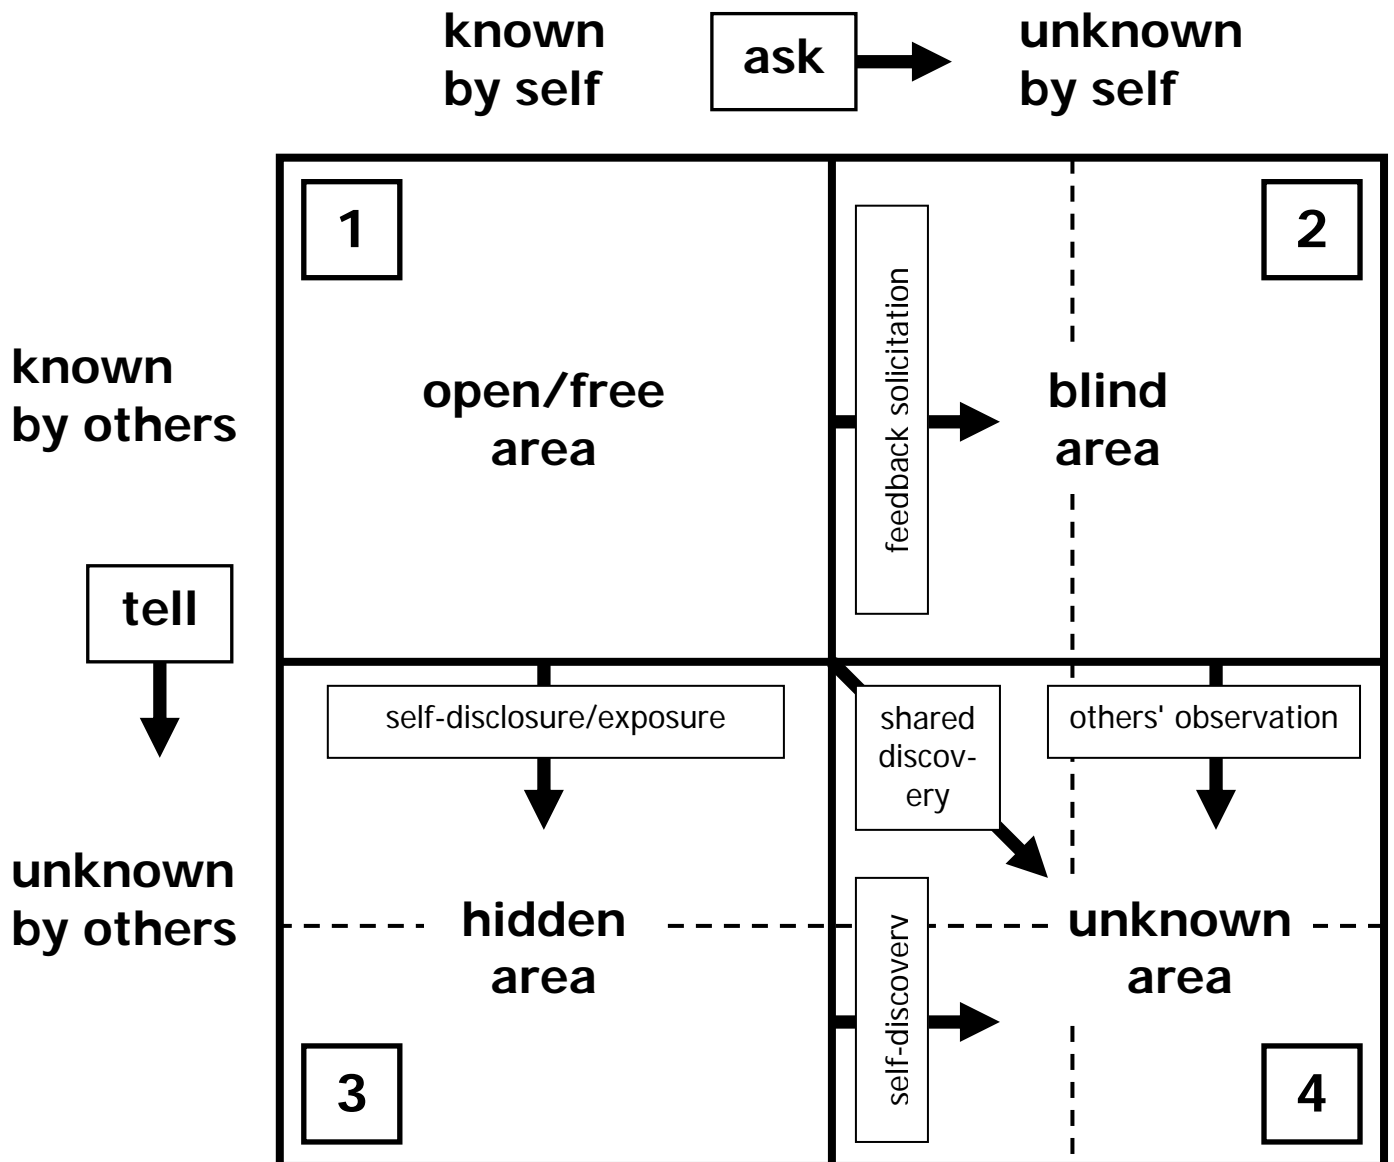 known
by self
ask
unknown
by self
1
2
known
by others
open/free
area
feedback solicitation
blind
area
tell
self-disclosure/exposure
shared
discov-
ery
others' observation
unknown
by others
hidden
area
self-discovery
unknown
area
3
4